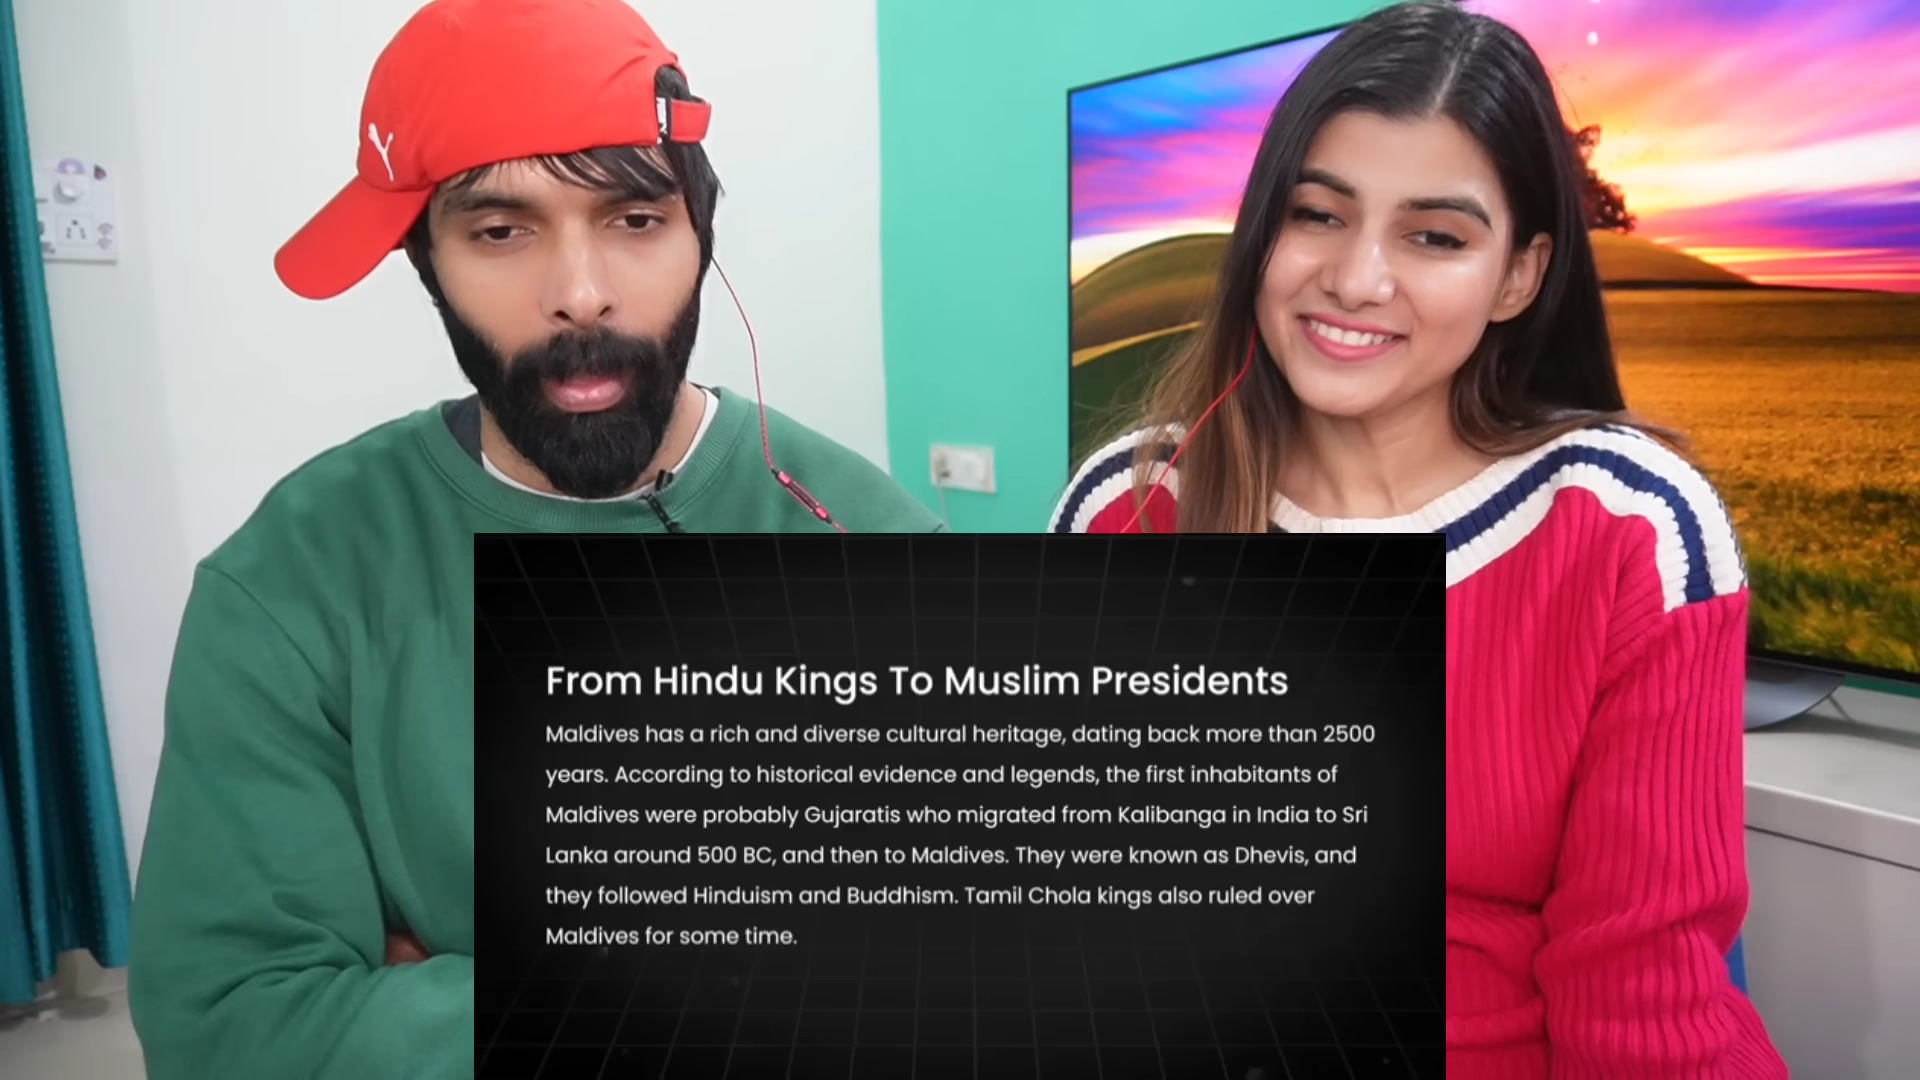 From Hindu Kings To Muslim Presidents
Maldives has a rich and diverse cultural heritage, dating back more than 2500
years. According to historical evidence and legends, the first inhabitants of
Maldives were probably Gujaratis who migrated from Kalibanga in India to Sri
Lanka around 500 BC, and then to Maldives. They were known as Dhevis, and
they followed Hinduism and Buddhism. Tamil Chola kings also ruled over
Maldives for some time.